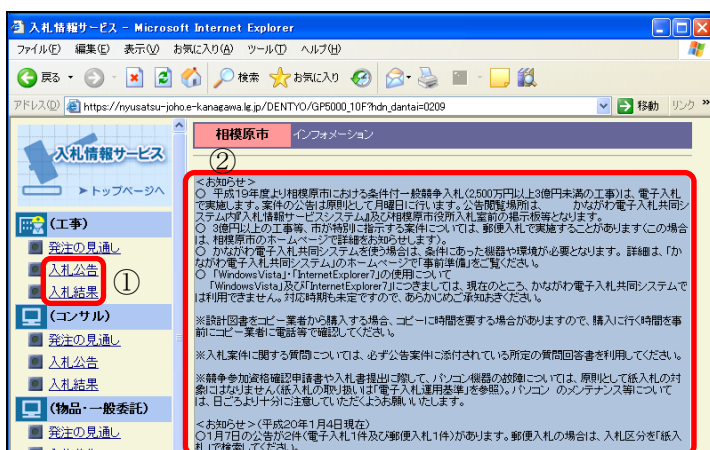 入札情報サービス - Microsoft Internet Explorer
ファイル(F) 編集(E) 表示(V) お気に入り(A) ツール(T) ヘルプ(H)
戻る 検索 お気に入り
アドレス(D) https://nyusatsu-joho.e-kanagawa.lg.jp/DENTYO/GP5000_10F?hdn_dantai=0209 移動 リンク »
入札情報サービス
►トップページへ
(工事)
発注の見通し
入札公告
入札結果
①
(コンサル)
発注の見通し
入札公告
入札結果
(物品・一般委託)
発注の見通し
相模原市 インフォメーション
②
<お知らせ>
○ 平成19年度より相模原市における条件付一般競争入札(2,500万円以上3億円未満の工事)は、電子入札
で実施します。案件の公告は原則として月曜日に行います。公告閲覧場所は、 かながわ電子入札共同シ
ステム内『入札情報サービスシステム』及び相模原市役所入札室前の掲示板等となります。
○ 3億円以上の工事等、市が特別に指示する案件については、郵便入札で実施することがあります(この場合
は、相模原市のホームページで詳細をお知らせします)。
○ かながわ電子入札共同システムを使う場合は、条件にあった機器や環境が必要となります。詳細は、「か
ながわ電子入札共同システム」のホームページで「事前準備」をご覧ください。
○ 「WindowsVista」・「InternetExplorer7」の使用について
「WindowsVista」及び「InternetExplorer7」につきましては、現在のところ、かながわ電子入札共同システムで
は利用できません。対応時期も未定ですので、あらかじめご承知おきください。
※設計図書をコピー業者から購入する場合、コピーに時間を要する場合がありますので、購入に行く時間を事
前にコピー業者に電話等で確認してください。
※入札案件に関する質問については、必ず公告案件に添付されている所定の質問回答書を利用してください。
※競争参加資格確認申請書や入札書提出に際して、パソコン機器の故障については、原則として紙入札の対
象にはなりません(紙入札の取り扱いは「電子入札運用基準」を参照)。パソコン のメンテナンス等について
は、日ごろより十分に注意していただくようお願いいたします。
<お知らせ>(平成20年1月4日現在)
○1月7日の公告が2件(電子入札1件及び郵便入札1件)があります。郵便入札の場合は、入札区分を「紙入
札」で検索してください。